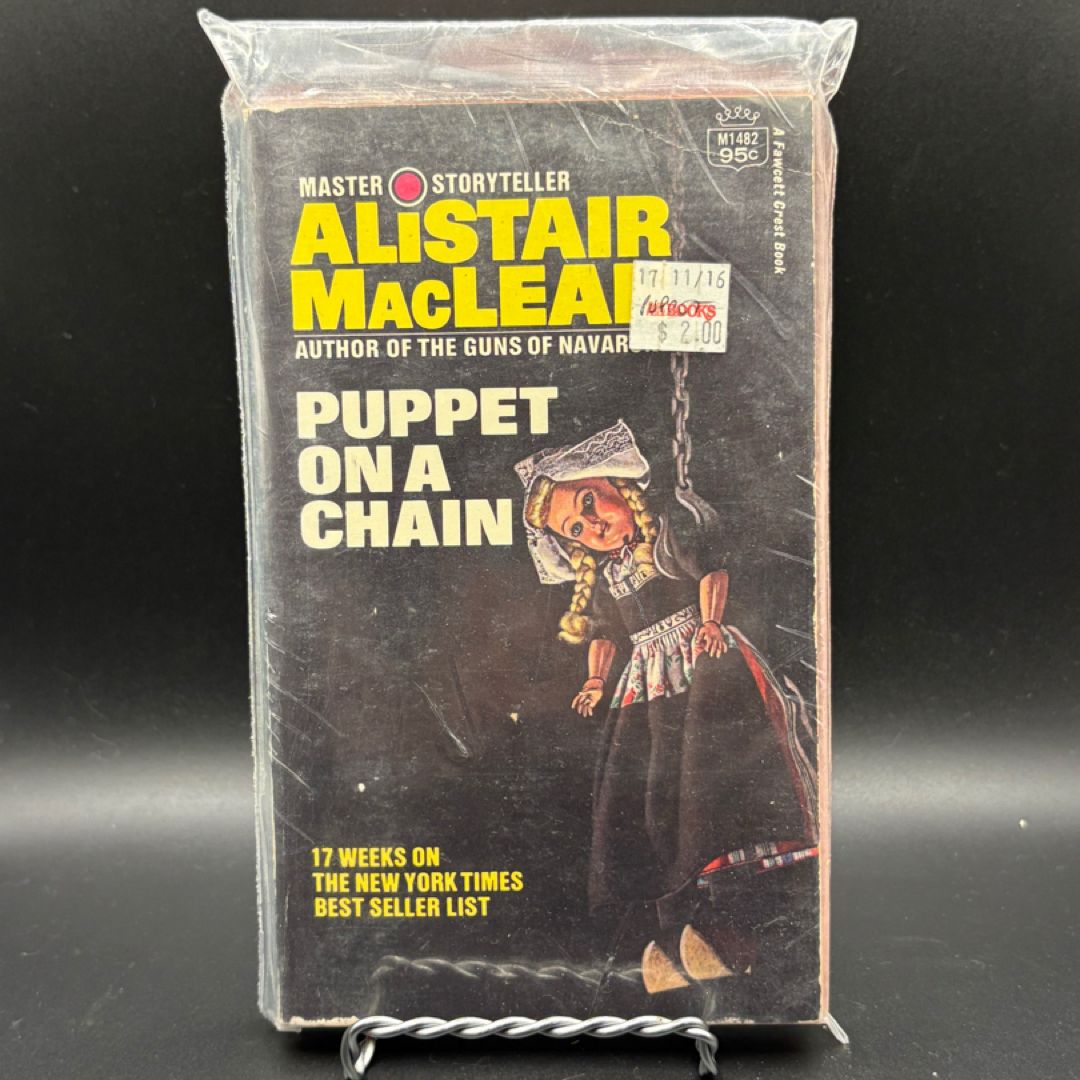 M1482
95c
A Fawcett Crest Book
MASTER STORYTELLER
ALiSTAIR
MACLEAN
17 11/16
BOOKS
$ 2.00
AUTHOR OF THE GUNS OF NAVAR
PUPPET
ON A
CHAIN
17 WEEKS ON
THE NEW YORK TIMES
BEST SELLER LIST